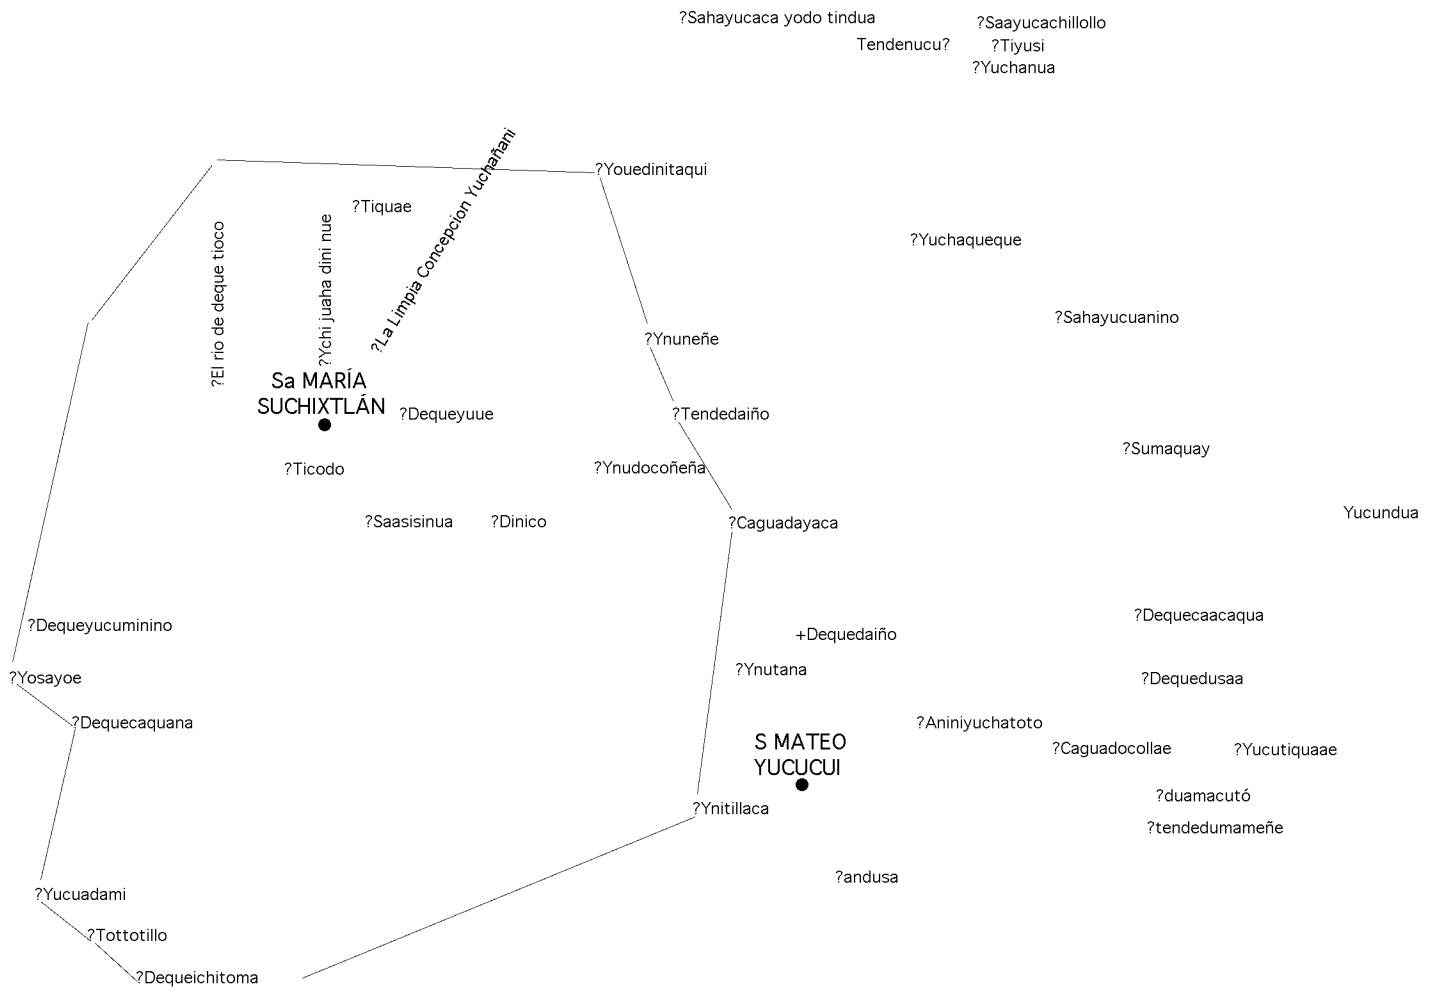 ?Sahayucaca yodo tindua
?Saayucachillollo
Tendenucu?
?Tiyusi
?Yuchanua
?Youedinitaqui
?La Limpia Concepcion Yuchañani
?Tiquae
?El rio de deque tioco
?Ychi juaha dini nue
?Yuchaqueque
?Sahayucuanino
?Ynuneñe
Sa MARÍA
SUCHIXTLÁN
?Dequeyuue
?Tendedaiño
?Sumaquay
?Ticodo
?Ynudocoñeña
Yucundua
?Saasisinua
?Dinico
?Caguadayaca
?Dequecaacaqua
?Dequeyucuminino
+Dequedaiño
?Ynutana
?Yosayoe
?Dequedusaa
?Dequecaquana
?Aniniyuchatoto
S MATEO
YUCUCUI
?Caguadocollae
?Yucutiquaae
?duamacutó
?Ynitillaca
?tendedumameñe
?andusa
?Yucuadami
?Tottotillo
?Dequeichitoma